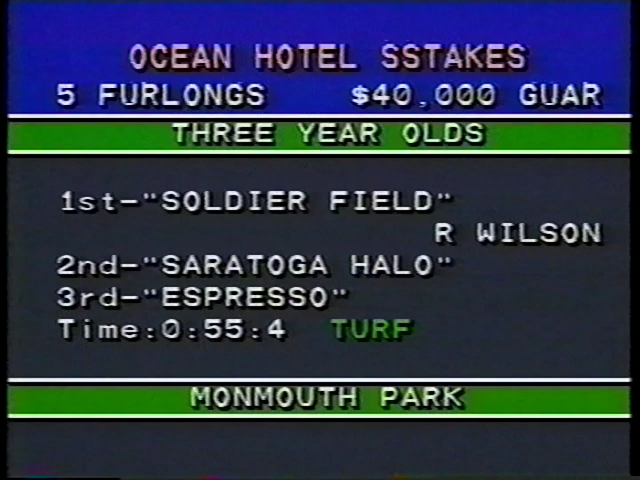 OCEAN HOTEL SSTAKES
5 FURLONGS $40,000 GUAR
THREE YEAR OLDS
1st-"SOLDIER FIELD"
R WILSON
2nd-"SARATOGA HALO"
3rd-"ESPRESSO"
Time:0:55:4 TURF
MONMOUTH PARK